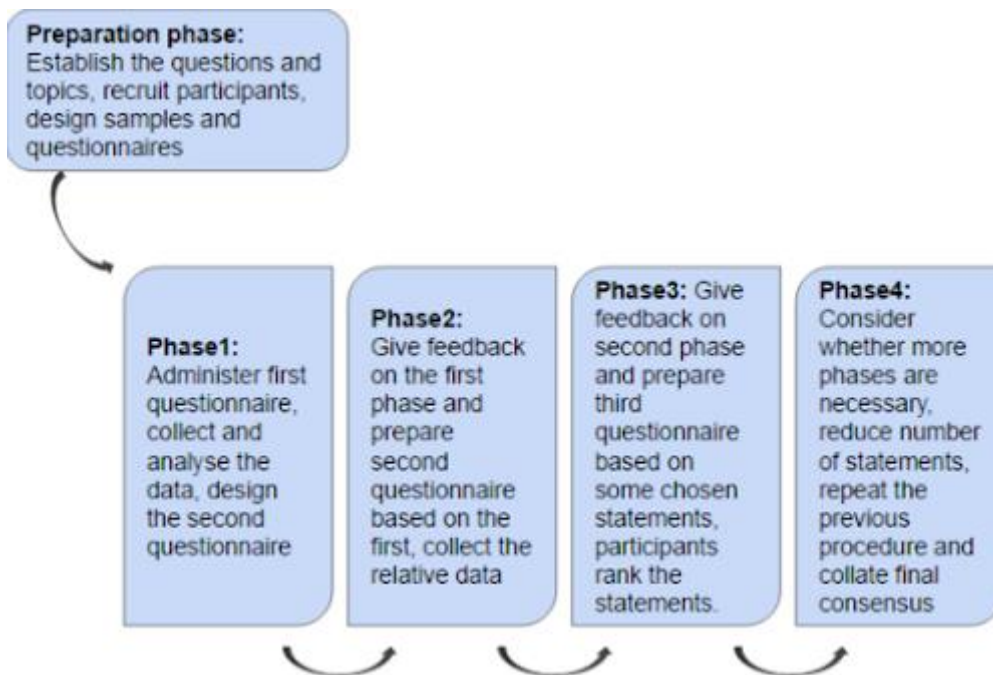 Preparation phase:
Establish the questions and
topics, recruit participants,
design samples and
questionnaires
Phase1:
Administer first
questionnaire,
collect and
analyse the
data, design
the second
questionnaire
Phase2:
Give feedback
on the first
phase and
prepare
second
questionnaire
based on the
first, collect the
relative data
Phase3: Give
feedback on
second phase
and prepare
third
questionnaire
based on
some chosen
statements,
participants
rank the
statements.
Phase4:
Consider
whether more
phases are
necessary,
reduce number
of statements,
repeat the
previous
procedure and
collate final
consensus